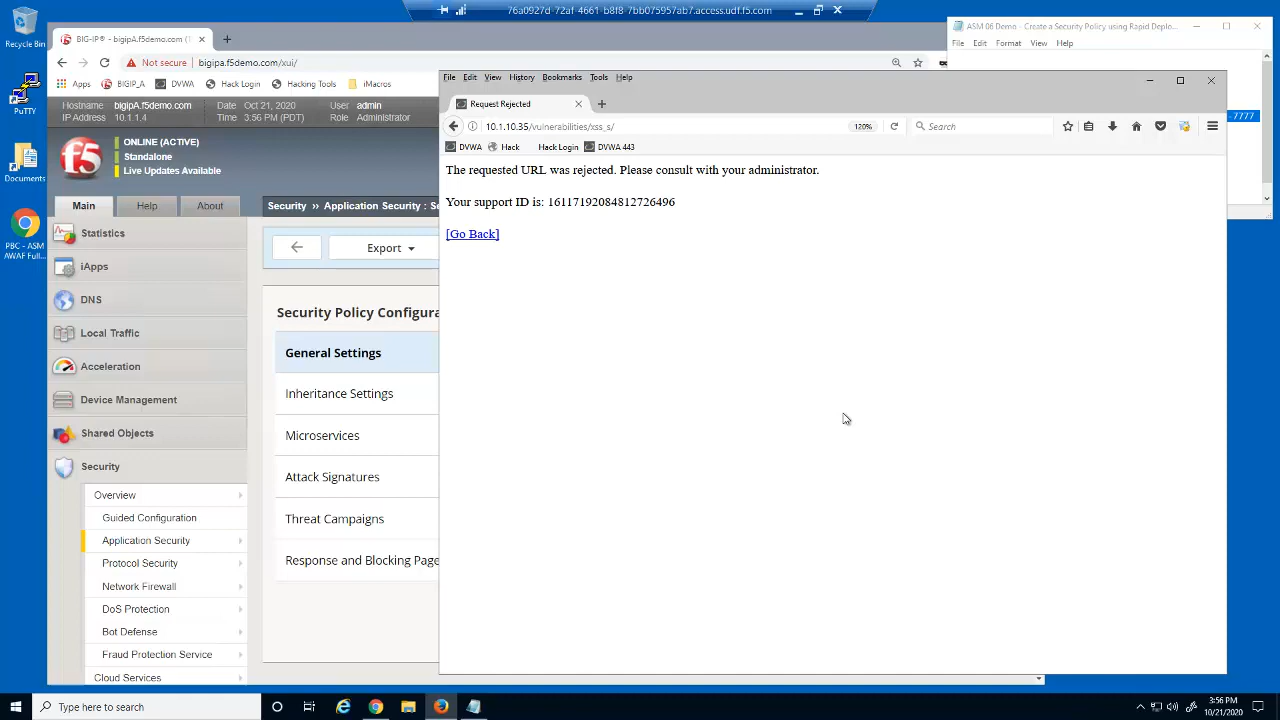 76a0927d-72af-4661-b8f8-7bb075957ab7.access.udf.f5.com
Recycle Bin
PuTTY
Documents
PBC - ASM
AWAF Full...
BIG-IP® - bigipA.f5demo.com (1
Not secure
bigipa.f5demo.com/xui/
Apps
BIGIP_A
DVWA
Hack Login
Hacking Tools
iMacros
Hostname bigipA.f5demo.com
IP Address 10.1.1.4
Date Oct 21, 2020
Time 3:56 PM (PDT)
User admin
Role Administrator
f5
ONLINE (ACTIVE)
Standalone
Live Updates Available
Main
Help
About
Security ›› Application Security : Se
Statistics
iApps
DNS
Local Traffic
Acceleration
Device Management
Shared Objects
Security
Overview
Guided Configuration
Application Security
Protocol Security
Network Firewall
DoS Protection
Bot Defense
Fraud Protection Service
Cloud Services
Export
Security Policy Configura
General Settings
Inheritance Settings
Microservices
Attack Signatures
Threat Campaigns
Response and Blocking Page
ASM 06 Demo - Create a Security Policy using Rapid Deplo...
File Edit Format View Help
-7777
File Edit View History Bookmarks Tools Help
Request Rejected
10.1.10.35/vulnerabilities/xss_s/
120%
Search
DVWA
Hack
Hack Login
DVWA 443
The requested URL was rejected. Please consult with your administrator.
Your support ID is: 16117192084812726496
[Go Back]
Type here to search
3:56 PM
10/21/2020